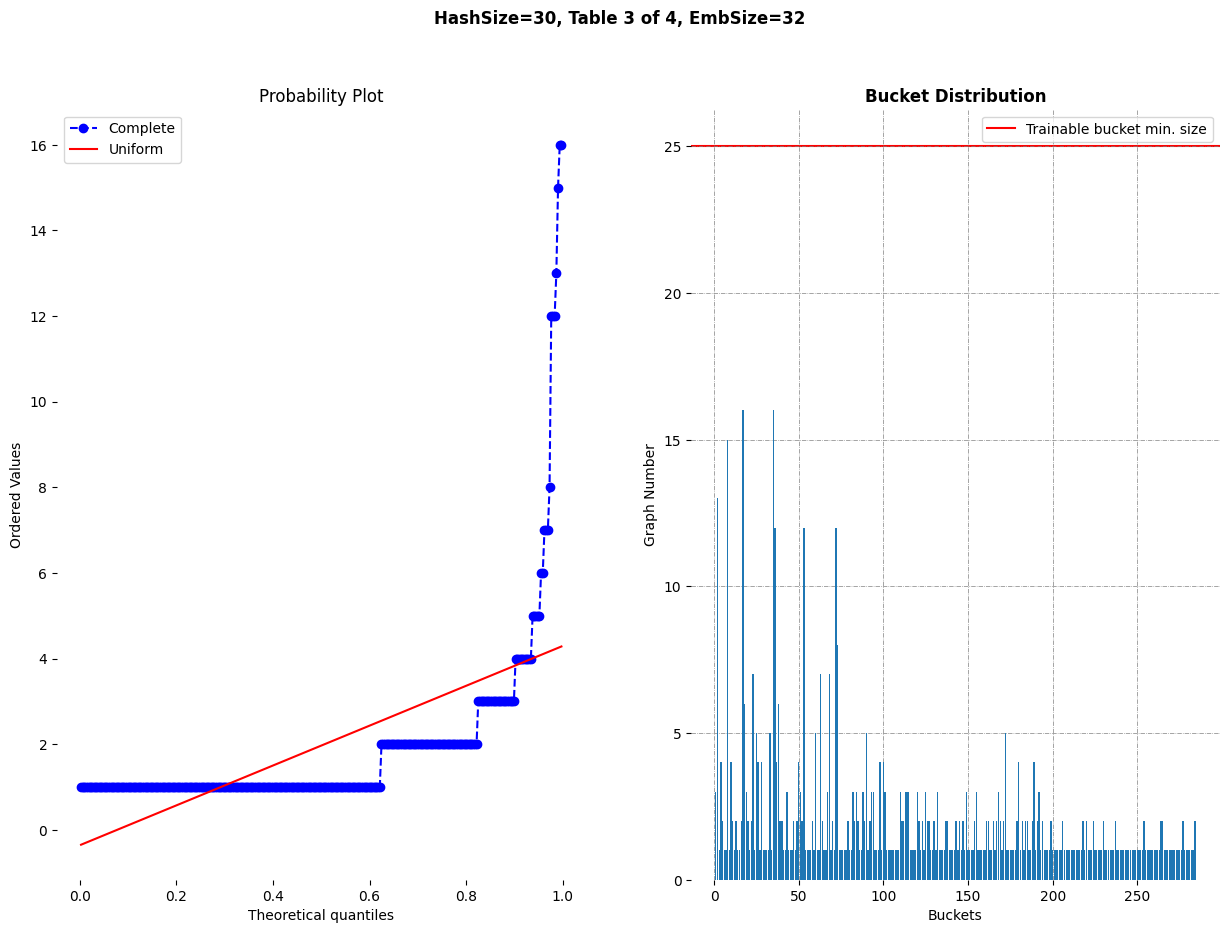 HashSize=30, Table 3 of 4, EmbSize=32
Probability Plot
Complete
Uniform
16
14
12
10
8
6
4
2
0
Ordered Values
0.0 0.2 0.4 0.6 0.8 1.0
Theoretical quantiles
Bucket Distribution
Trainable bucket min. size
25
20
15
10
5
0
Graph Number
0 50 100 150 200 250
Buckets